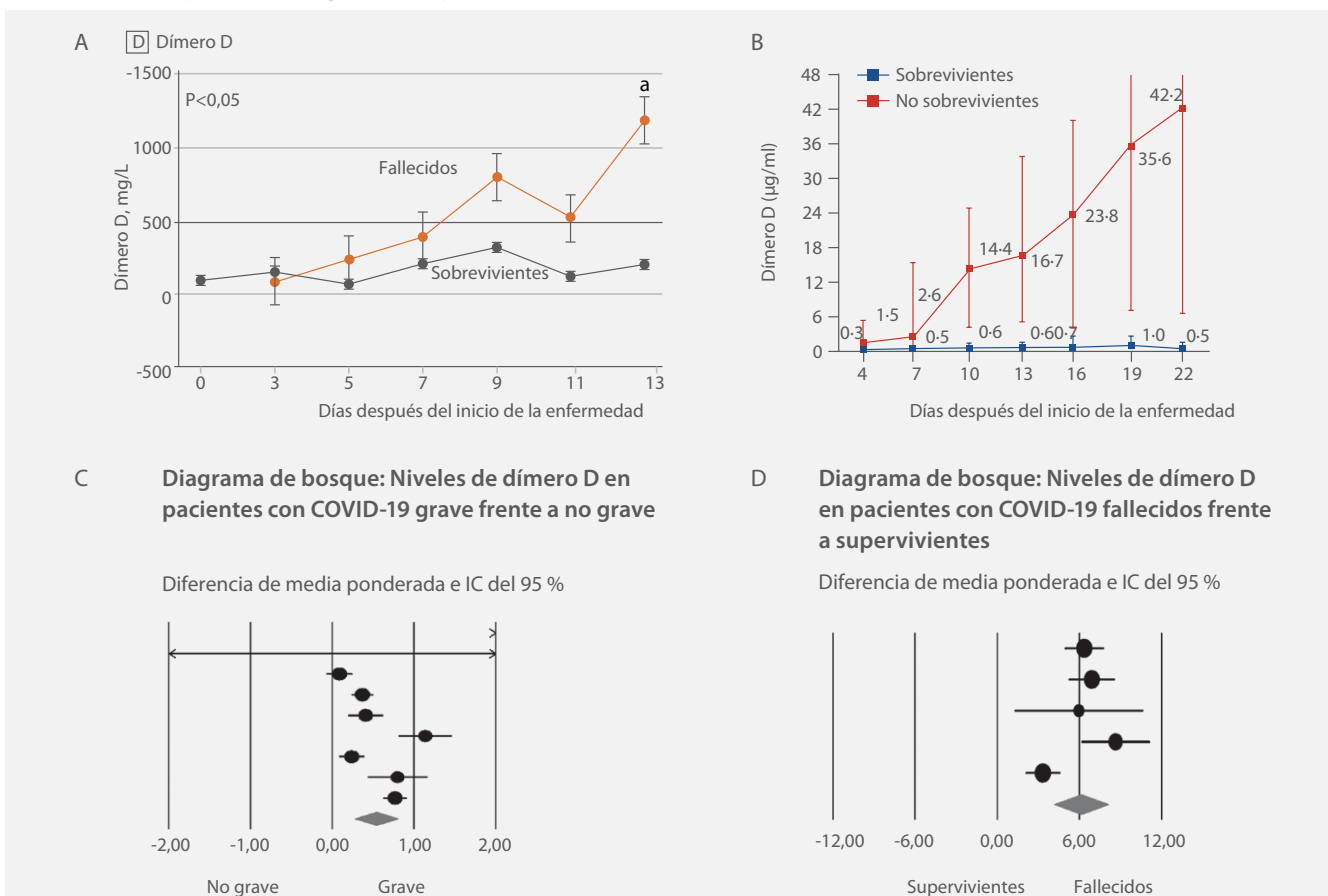 A
D Dímero D
-1500
1000
500
0
-500
P<0,05
a
Fallecidos
Sobrevivientes
Dímero D, mg/L
0 3 5 7 9 11 13
Días después del inicio de la enfermedad
B
Sobrevivientes
No sobrevivientes
48
42
36
30
24
18
12
6
0
Dímero D (µg/ml)
42·2
35·6
23·8
14·4
16·7
2·6
1·5
0·3 0·5 0·6 0·60·7 1·0 0·5
4 7 10 13 16 19 22
Días después del inicio de la enfermedad
C
Diagrama de bosque: Niveles de dímero D en
pacientes con COVID-19 grave frente a no grave
Diferencia de media ponderada e IC del 95 %
-2,00 -1,00 0,00 1,00 2,00
No grave Grave
D
Diagrama de bosque: Niveles de dímero D
en pacientes con COVID-19 fallecidos frente
a supervivientes
Diferencia de media ponderada e IC del 95 %
-12,00 -6,00 0,00 6,00 12,00
Supervivientes Fallecidos